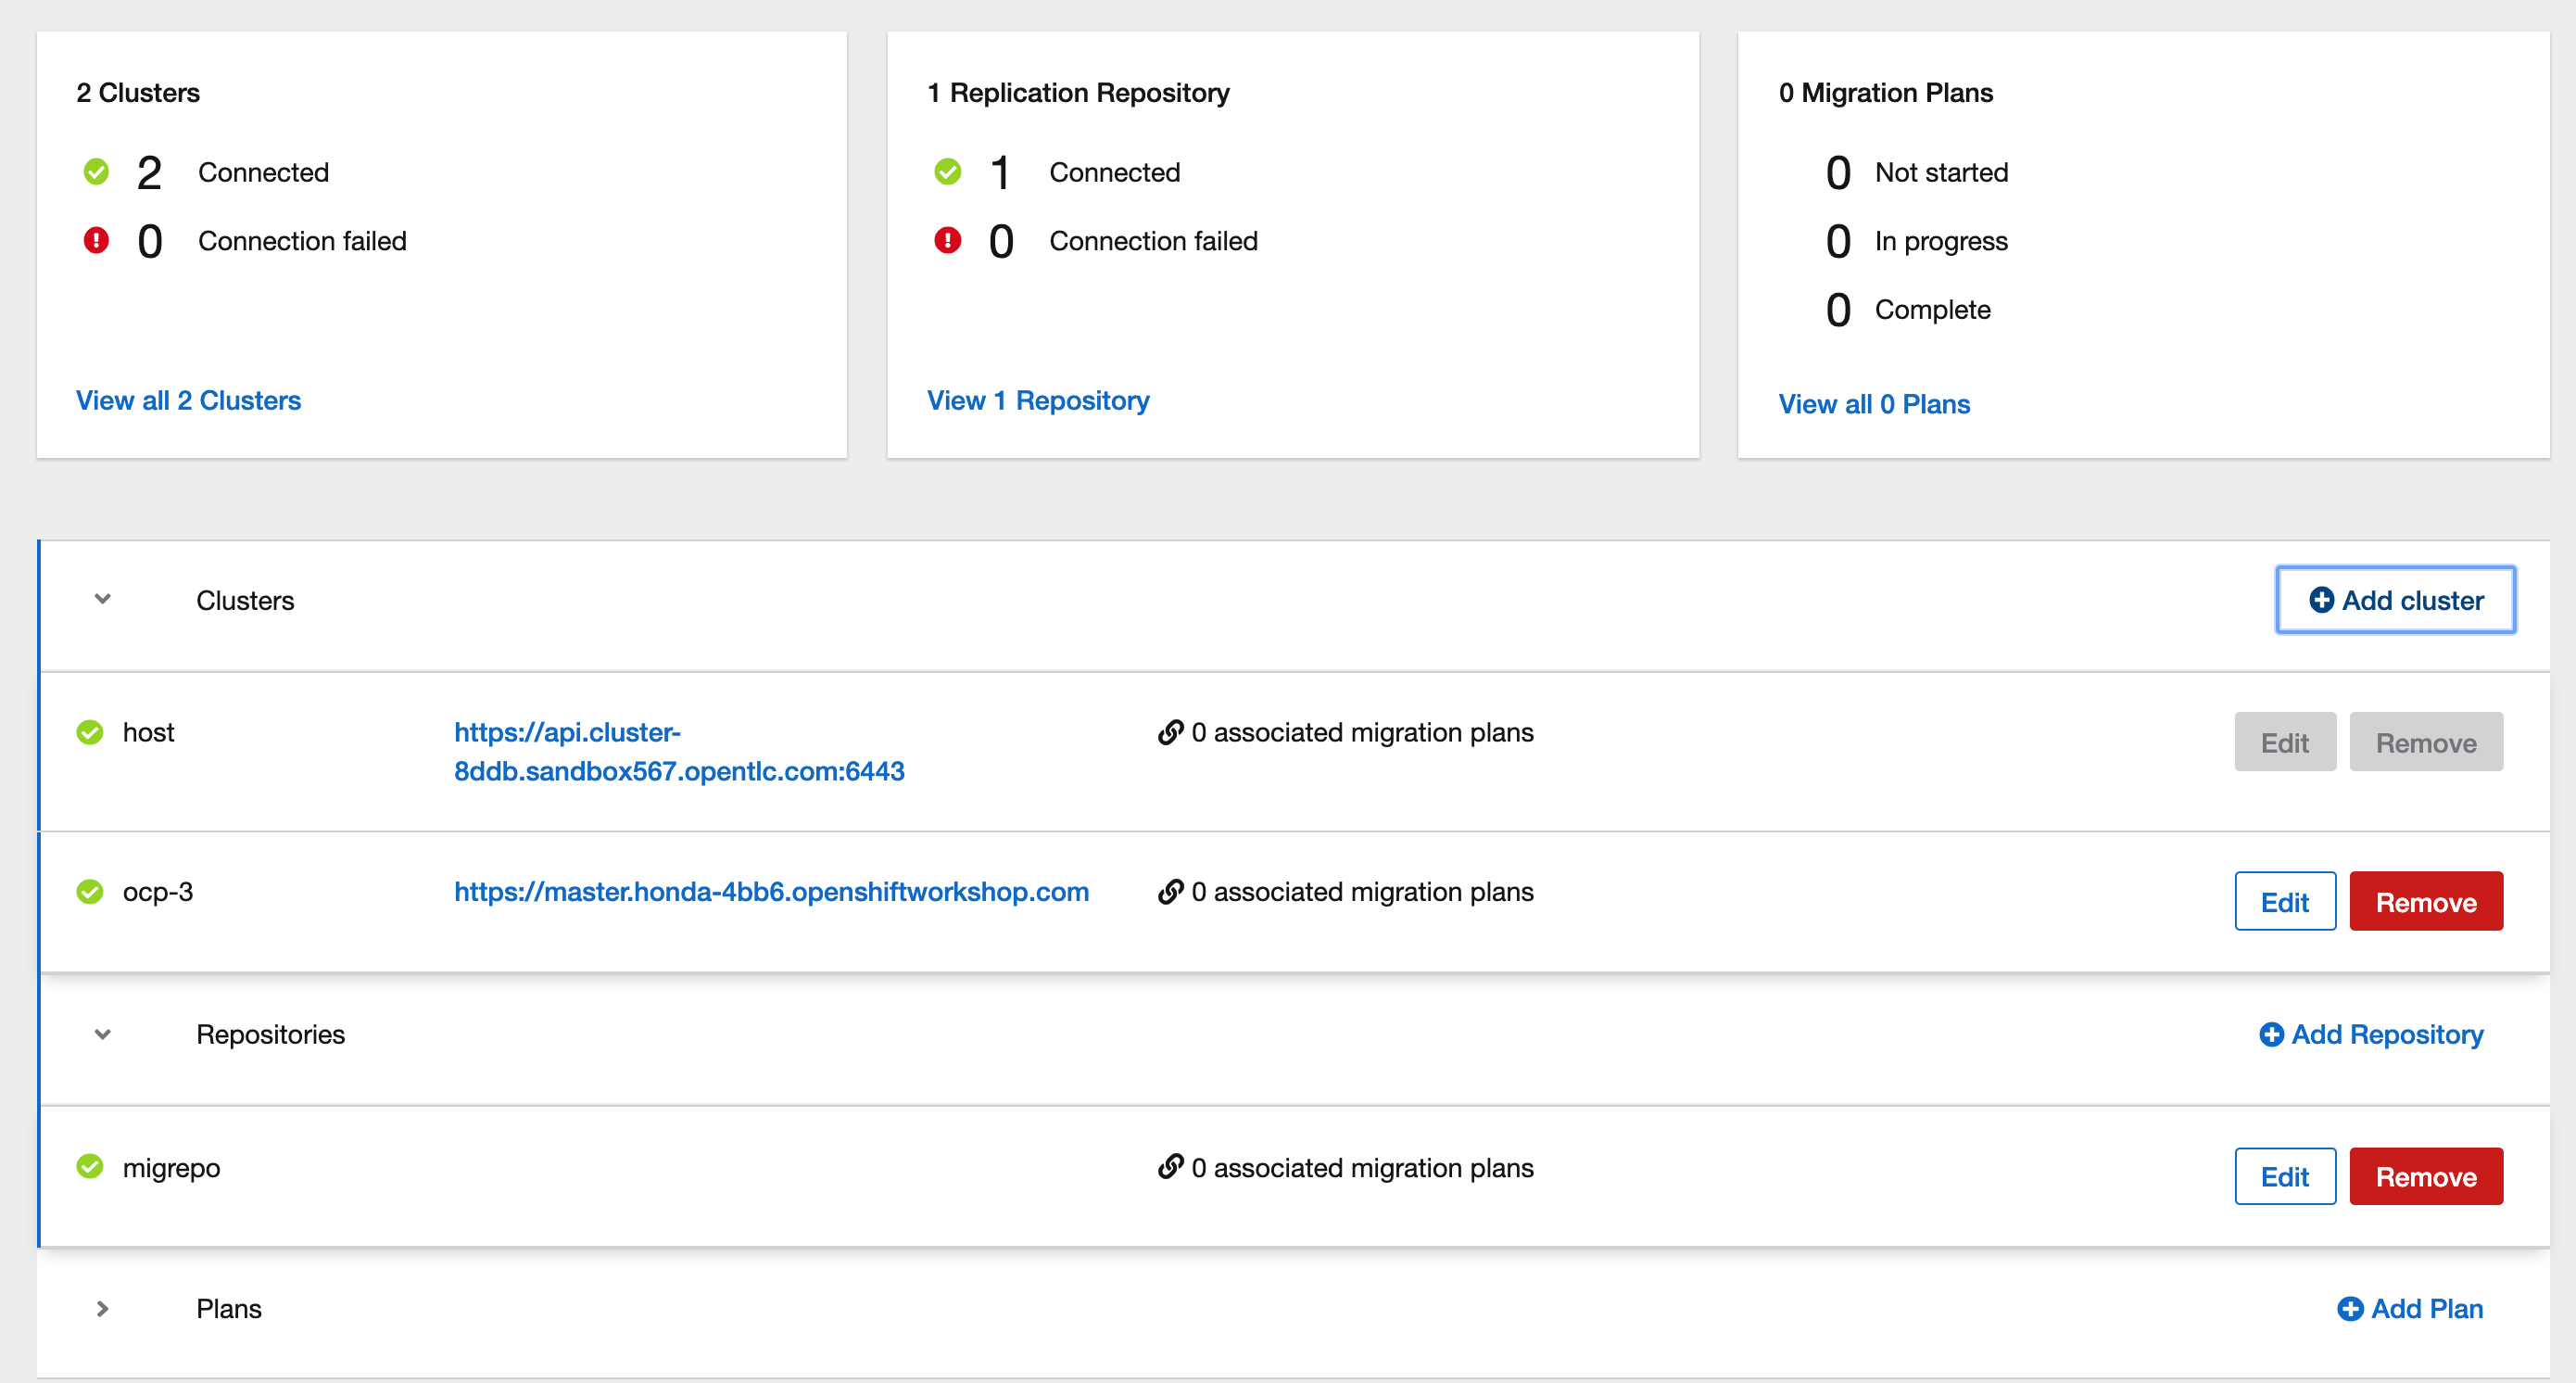 2 Clusters
2 Connected
0 Connection failed
View all 2 Clusters
1 Replication Repository
1 Connected
0 Connection failed
View 1 Repository
0 Migration Plans
0 Not started
0 In progress
0 Complete
View all 0 Plans
Clusters
Add cluster
host
https://api.cluster-
8ddb.sandbox567.opentlc.com:6443
0 associated migration plans
Edit
Remove
ocp-3
https://master.honda-4bb6.openshiftworkshop.com
0 associated migration plans
Edit
Remove
Repositories
Add Repository
migrepo
0 associated migration plans
Edit
Remove
Plans
Add Plan